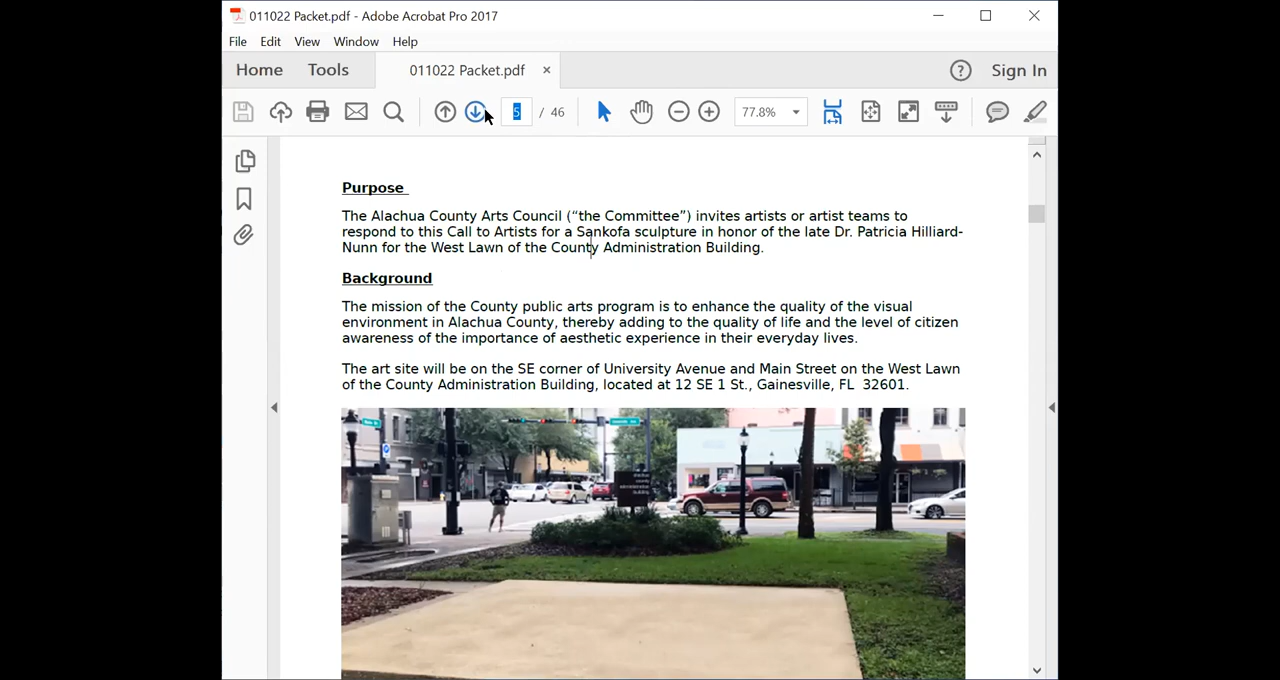 011022 Packet.pdf - Adobe Acrobat Pro 2017
File Edit View Window Help
Home Tools 011022 Packet.pdf × ? Sign In
5 / 46 77.8%
Purpose
The Alachua County Arts Council (“the Committee”) invites artists or artist teams to
respond to this Call to Artists for a Sankofa sculpture in honor of the late Dr. Patricia Hilliard-
Nunn for the West Lawn of the County Administration Building.
Background
The mission of the County public arts program is to enhance the quality of the visual
environment in Alachua County, thereby adding to the quality of life and the level of citizen
awareness of the importance of aesthetic experience in their everyday lives.
The art site will be on the SE corner of University Avenue and Main Street on the West Lawn
of the County Administration Building, located at 12 SE 1 St., Gainesville, FL 32601.